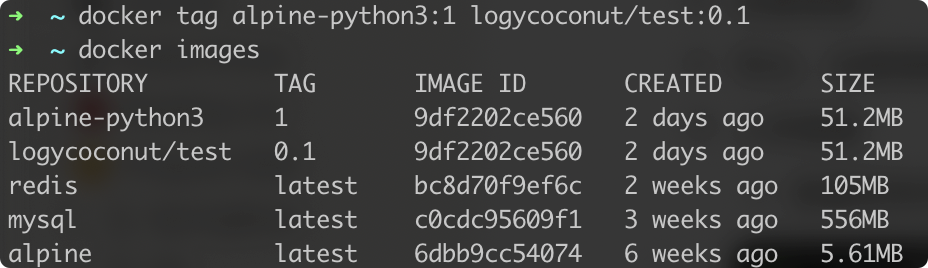 ➜ ~ docker tag alpine-python3:1 logycoconut/test:0.1
➜ ~ docker images
REPOSITORY TAG IMAGE ID CREATED SIZE
alpine-python3 1 9df2202ce560 2 days ago 51.2MB
logycoconut/test 0.1 9df2202ce560 2 days ago 51.2MB
redis latest bc8d70f9ef6c 2 weeks ago 105MB
mysql latest c0cdc95609f1 3 weeks ago 556MB
alpine latest 6dbb9cc54074 6 weeks ago 5.61MB